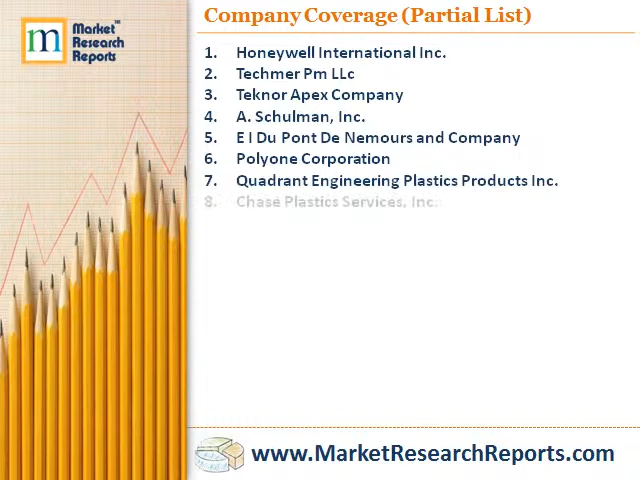 m
Market
Research
Reports
™
Company Coverage (Partial List)
1. Honeywell International Inc.
2. Techmer Pm LLc
3. Teknor Apex Company
4. A. Schulman, Inc.
5. E I Du Pont De Nemours and Company
6. Polyone Corporation
7. Quadrant Engineering Plastics Products Inc.
8. Chase Plastics Services, Inc.
www.MarketResearchReports.com